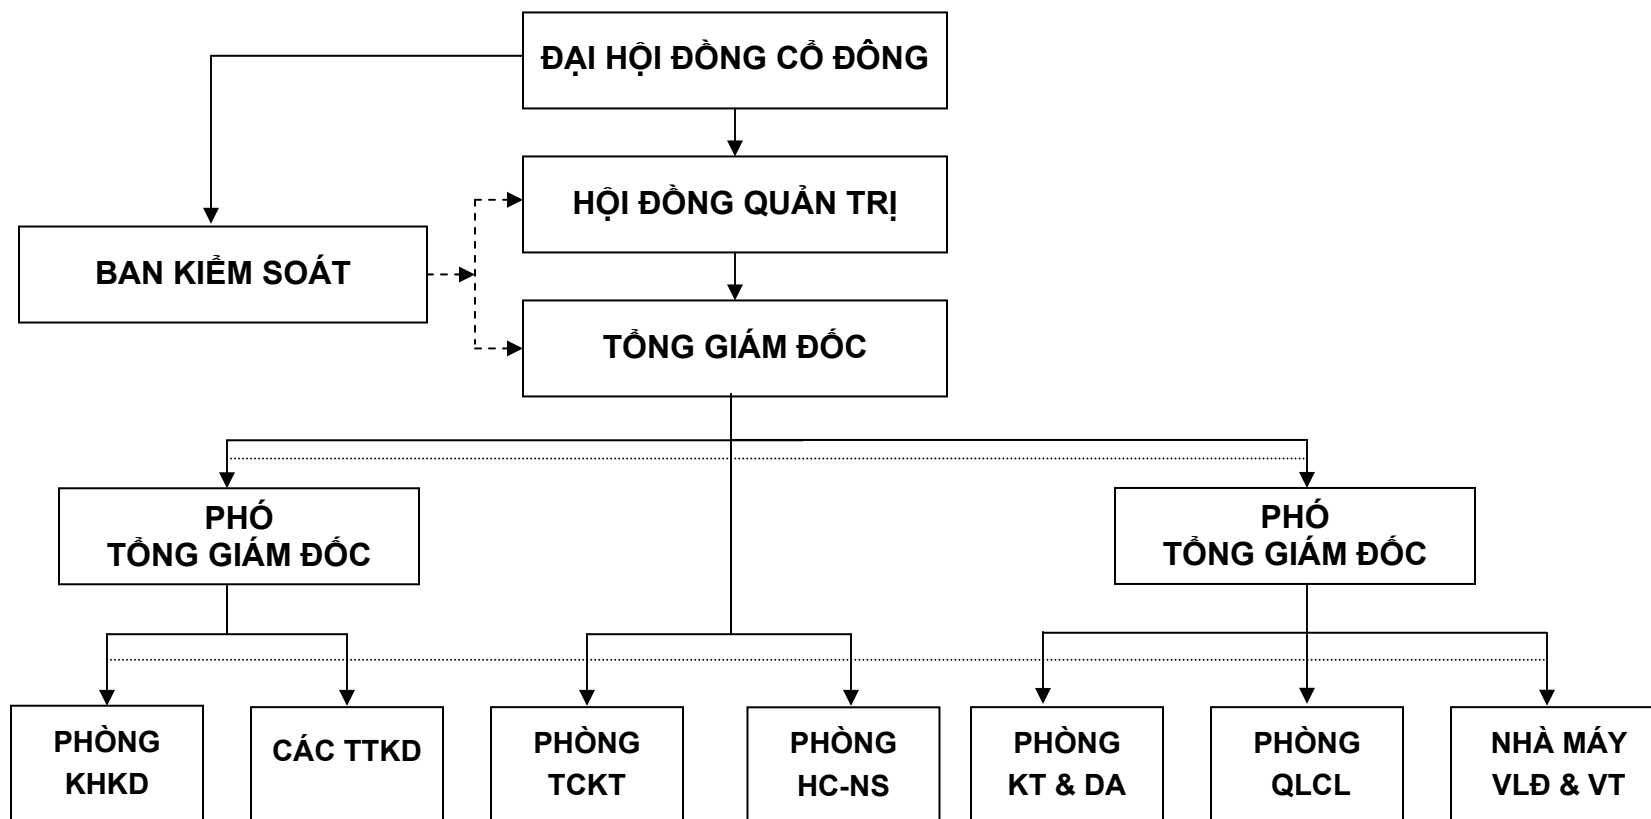 ĐẠI HỘI ĐỒNG CỔ ĐÔNG
HỘI ĐỒNG QUẢN TRỊ
BAN KIỂM SOÁT
TỔNG GIÁM ĐỐC
PHÓ
TỔNG GIÁM ĐỐC
PHÓ
TỔNG GIÁM ĐỐC
PHÒNG
KHKD
CÁC TTKD
PHÒNG
TCKT
PHÒNG
HC-NS
PHÒNG
KT & DA
PHÒNG
QLCL
NHÀ MÁY
VLĐ & VT